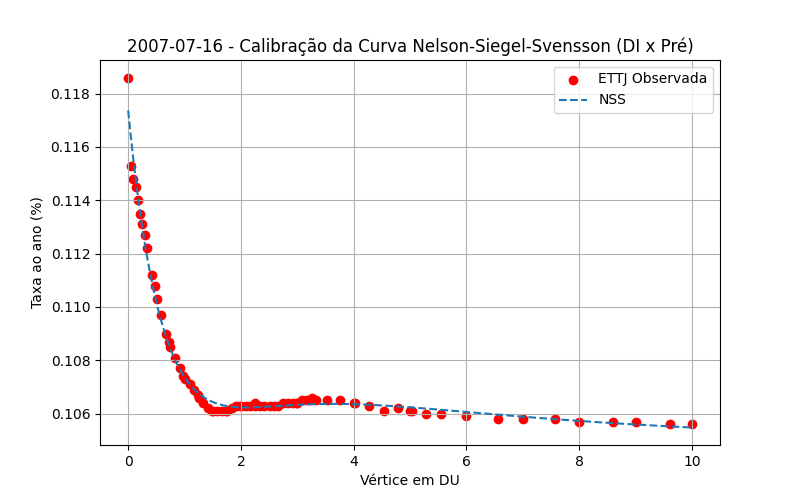 2007-07-16 - Calibração da Curva Nelson-Siegel-Svensson (DI x Pré)
ETTJ Observada
NSS
Taxa ao ano (%)
0.118
0.116
0.114
0.112
0.110
0.108
0.106
0 2 4 6 8 10
Vértice em DU